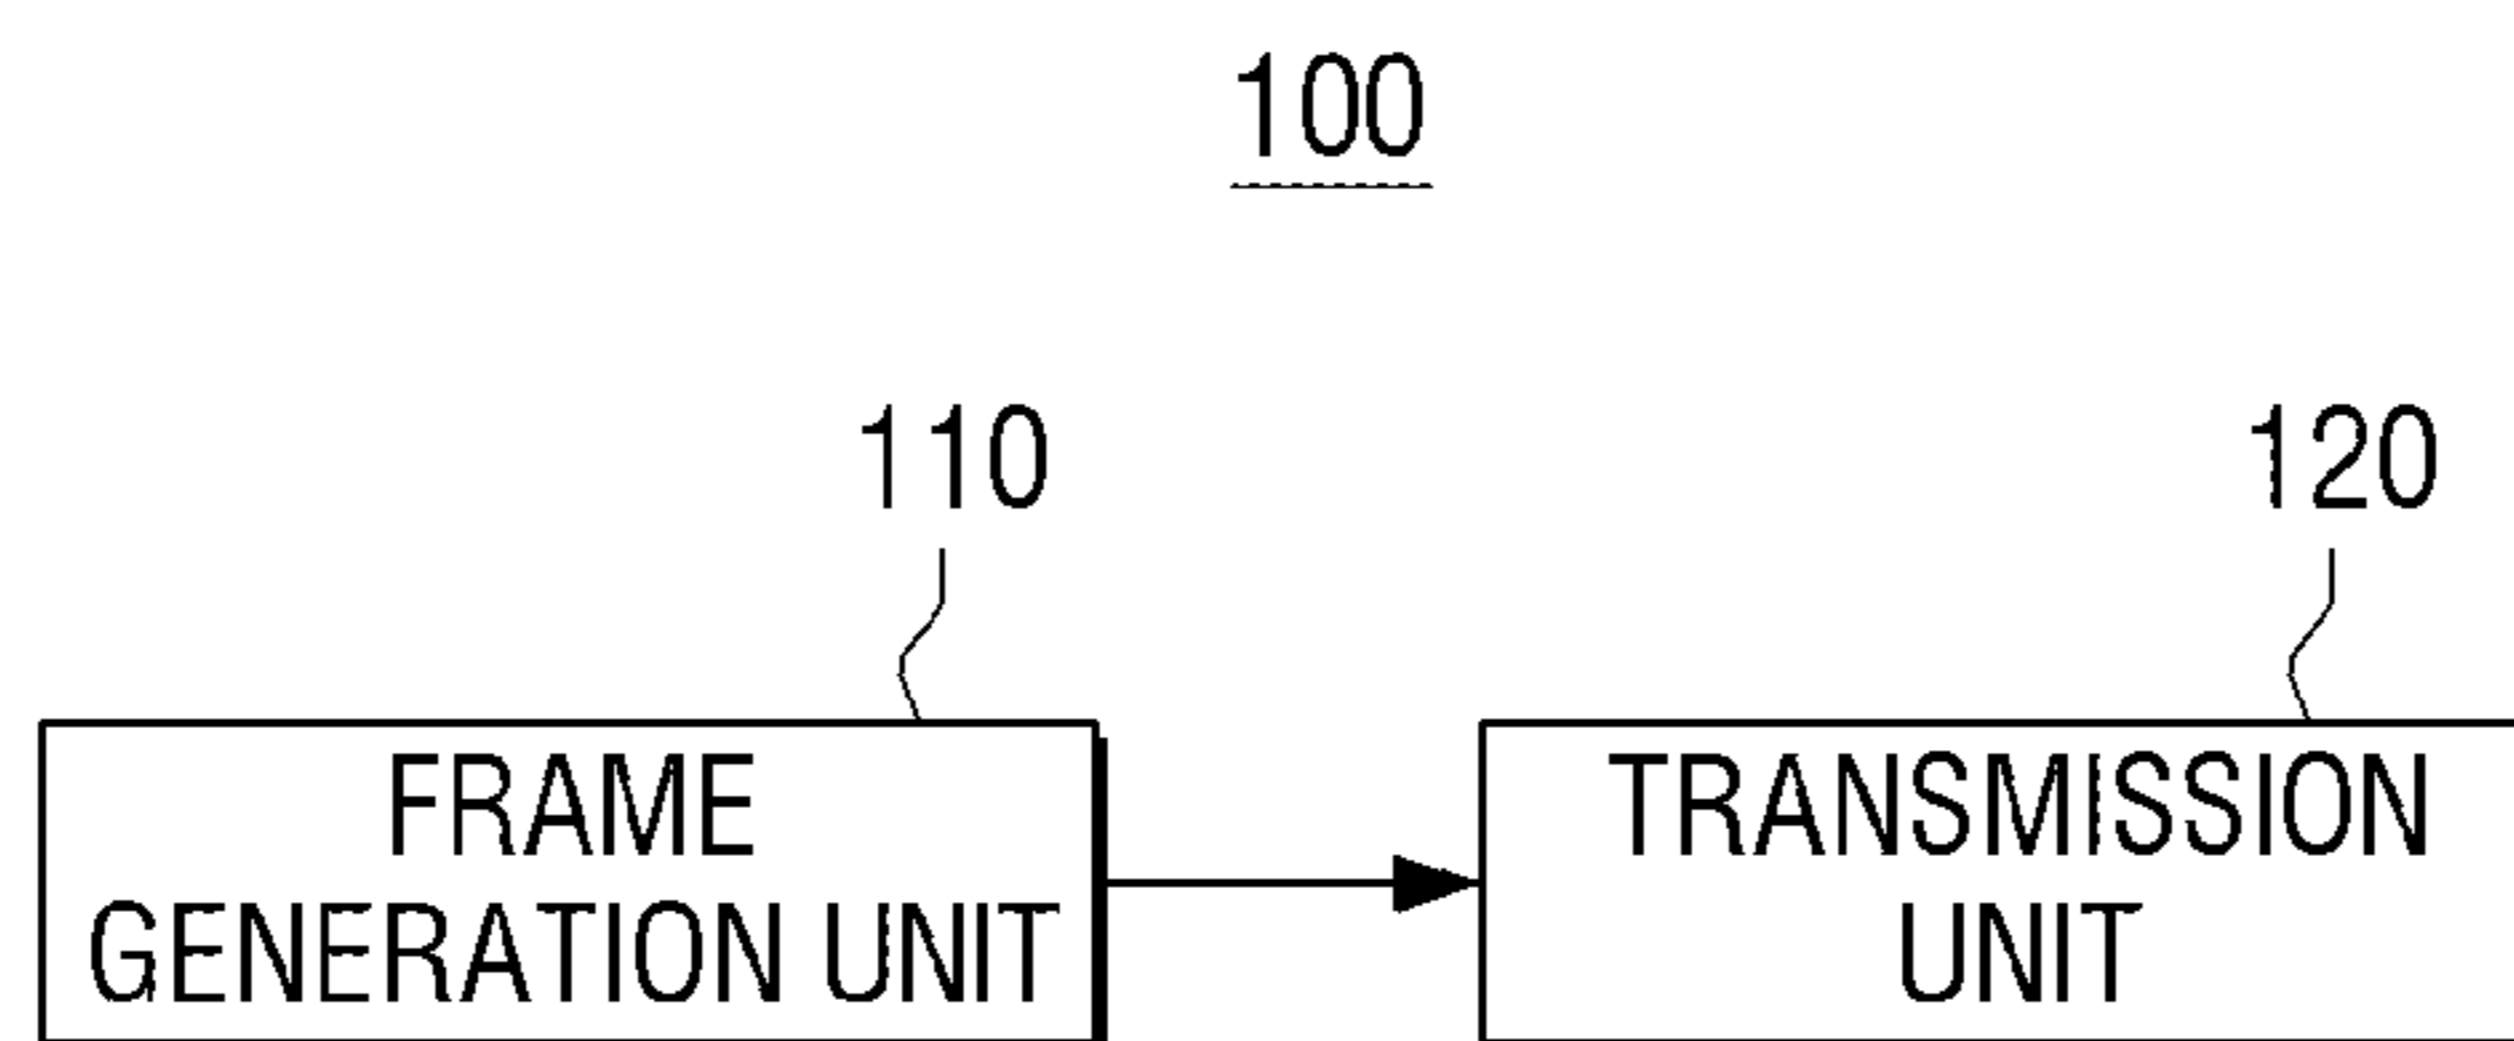 100
110
120
FRAME
GENERATION UNIT
TRANSMISSION
UNIT